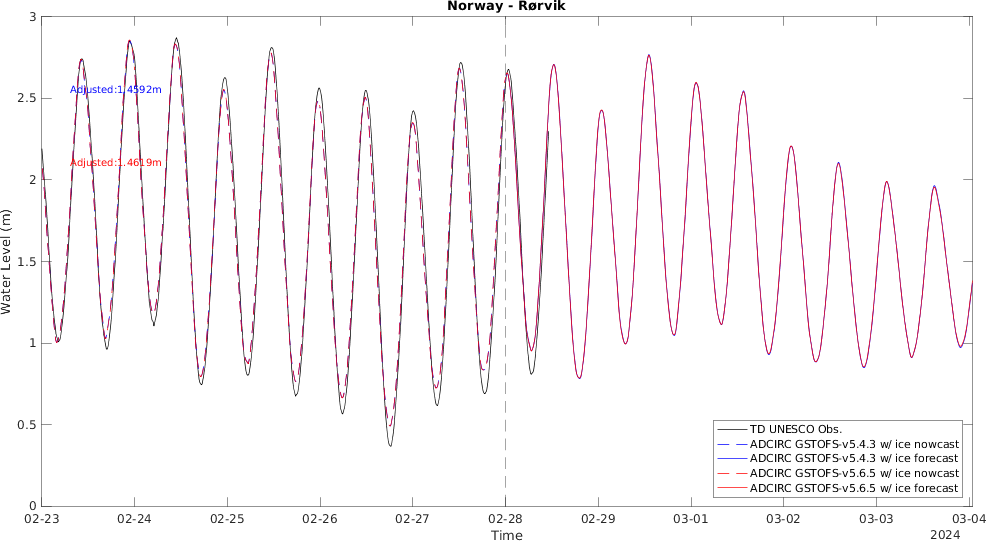 Norway - Rørvik
3
2.5
2
1.5
1
0.5
0
Water Level (m)
Adjusted:1.4592m
Adjusted:1.4619m
TD UNESCO Obs.
ADCIRC GSTOFS-v5.4.3 w/ ice nowcast
ADCIRC GSTOFS-v5.4.3 w/ ice forecast
ADCIRC GSTOFS-v5.6.5 w/ ice nowcast
ADCIRC GSTOFS-v5.6.5 w/ ice forecast
02-23 02-24 02-25 02-26 02-27 02-28 02-29 03-01 03-02 03-03 03-04
Time
2024